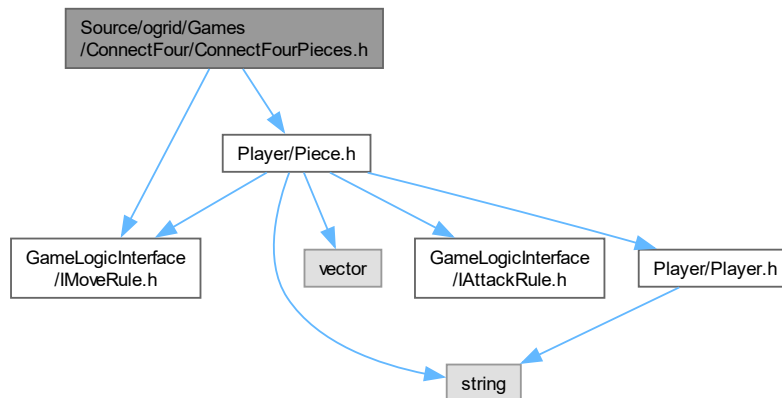 Source/ogrid/Games
/ConnectFour/ConnectFourPieces.h
Player/Piece.h
GameLogicInterface
/IMoveRule.h
vector
GameLogicInterface
/IAttackRule.h
Player/Player.h
string